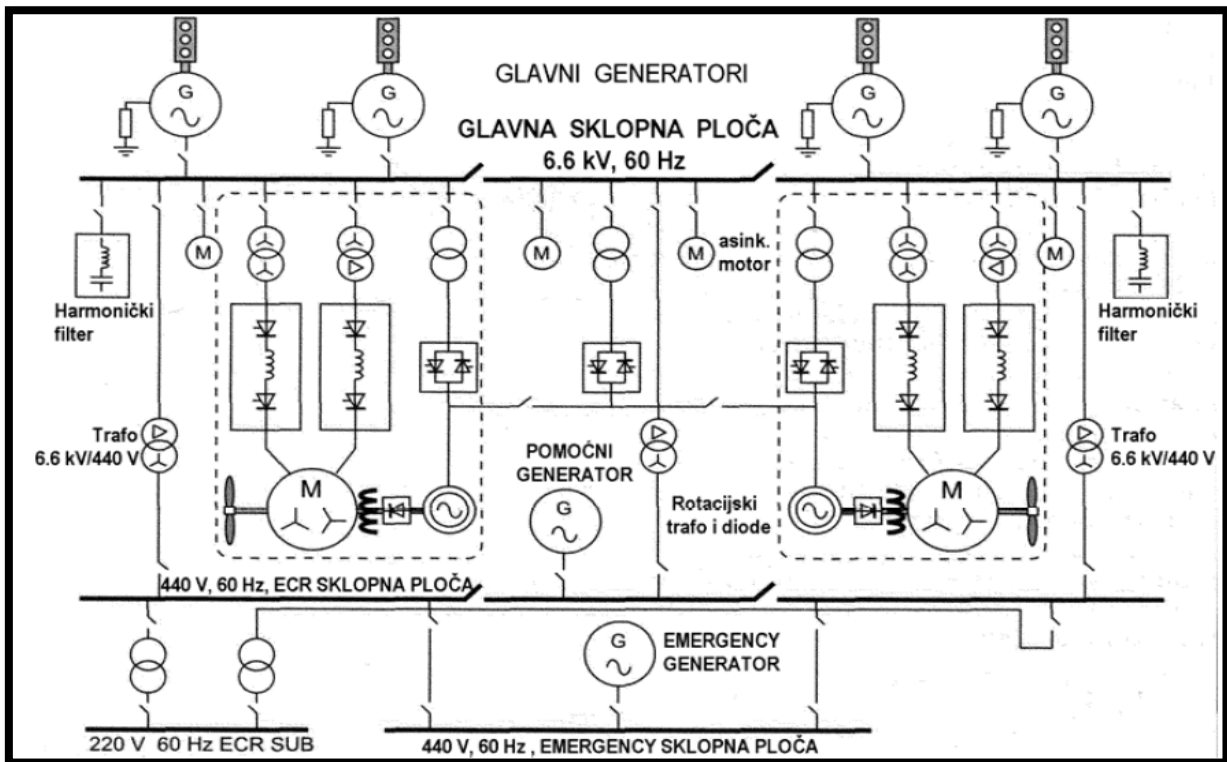 G
G
G
G
GLAVNI GENERATORI
GLAVNA SKLOPNA PLOČA
6.6 kV, 60 Hz
M
M
M
asink.
motor
M
Harmonički
filter
Harmonički
filter
Trafo
6.6 kV/440 V
POMOĆNI
GENERATOR
Trafo
6.6 kV/440 V
M
G
Rotacijski
trafo i diode
M
440 V, 60 Hz, ECR SKLOPNA PLOČA
G
EMERGENCY
GENERATOR
220 V 60 Hz ECR SUB
440 V, 60 Hz , EMERGENCY SKLOPNA PLOČA